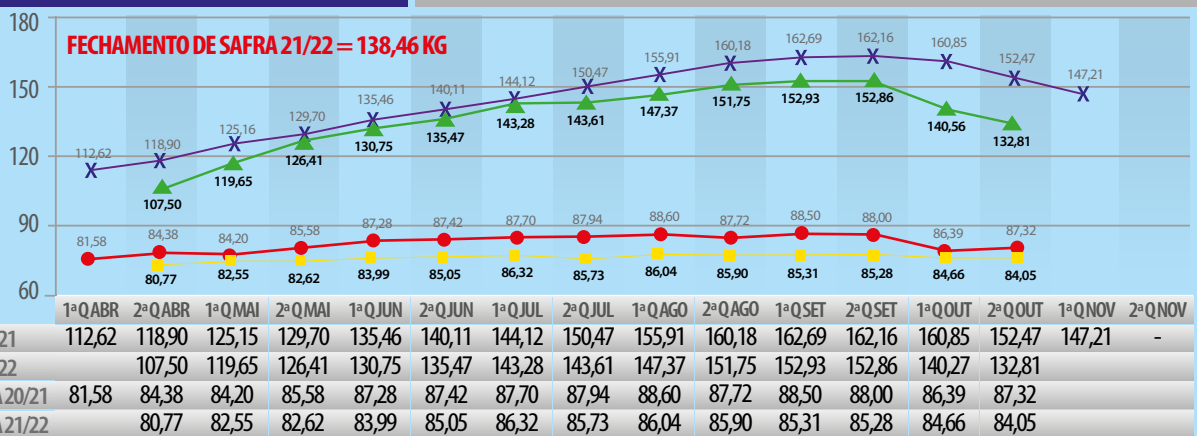 180
FECHAMENTO DE SAFRA 21/22 = 138,46 KG
150
120
90
60
112,62 118,90 125,16 129,70 135,46 140,11 144,12 150,47 155,91 160,18 162,69 162,16 160,85 152,47 147,21
107,50 119,65 126,41 130,75 135,47 143,28 143,61 147,37 151,75 152,93 152,86 140,56 132,81
81,58 84,38 84,20 85,58 87,28 87,42 87,70 87,94 88,60 87,72 88,50 88,00 86,39 87,32
80,77 82,55 82,62 83,99 85,05 86,32 85,73 86,04 85,90 85,31 85,28 84,66 84,05
1ª Q ABR 2ª Q ABR 1ª Q MAI 2ª Q MAI 1ª Q JUN 2ª Q JUN 1ª Q JUL 2ª Q JUL 1ª Q AGO 2ª Q AGO 1ª Q SET 2ª Q SET 1ª Q OUT 2ª Q OUT 1ª Q NOV 2ª Q NOV
21 112,62 118,90 125,15 129,70 135,46 140,11 144,12 150,47 155,91 160,18 162,69 162,16 160,85 152,47 147,21 -
22 107,50 119,65 126,41 130,75 135,47 143,28 143,61 147,37 151,75 152,93 152,86 140,27 132,81
20/21 81,58 84,38 84,20 85,58 87,28 87,42 87,70 87,94 88,60 87,72 88,50 88,00 86,39 87,32
21/22 80,77 82,55 82,62 83,99 85,05 86,32 85,73 86,04 85,90 85,31 85,28 84,66 84,05